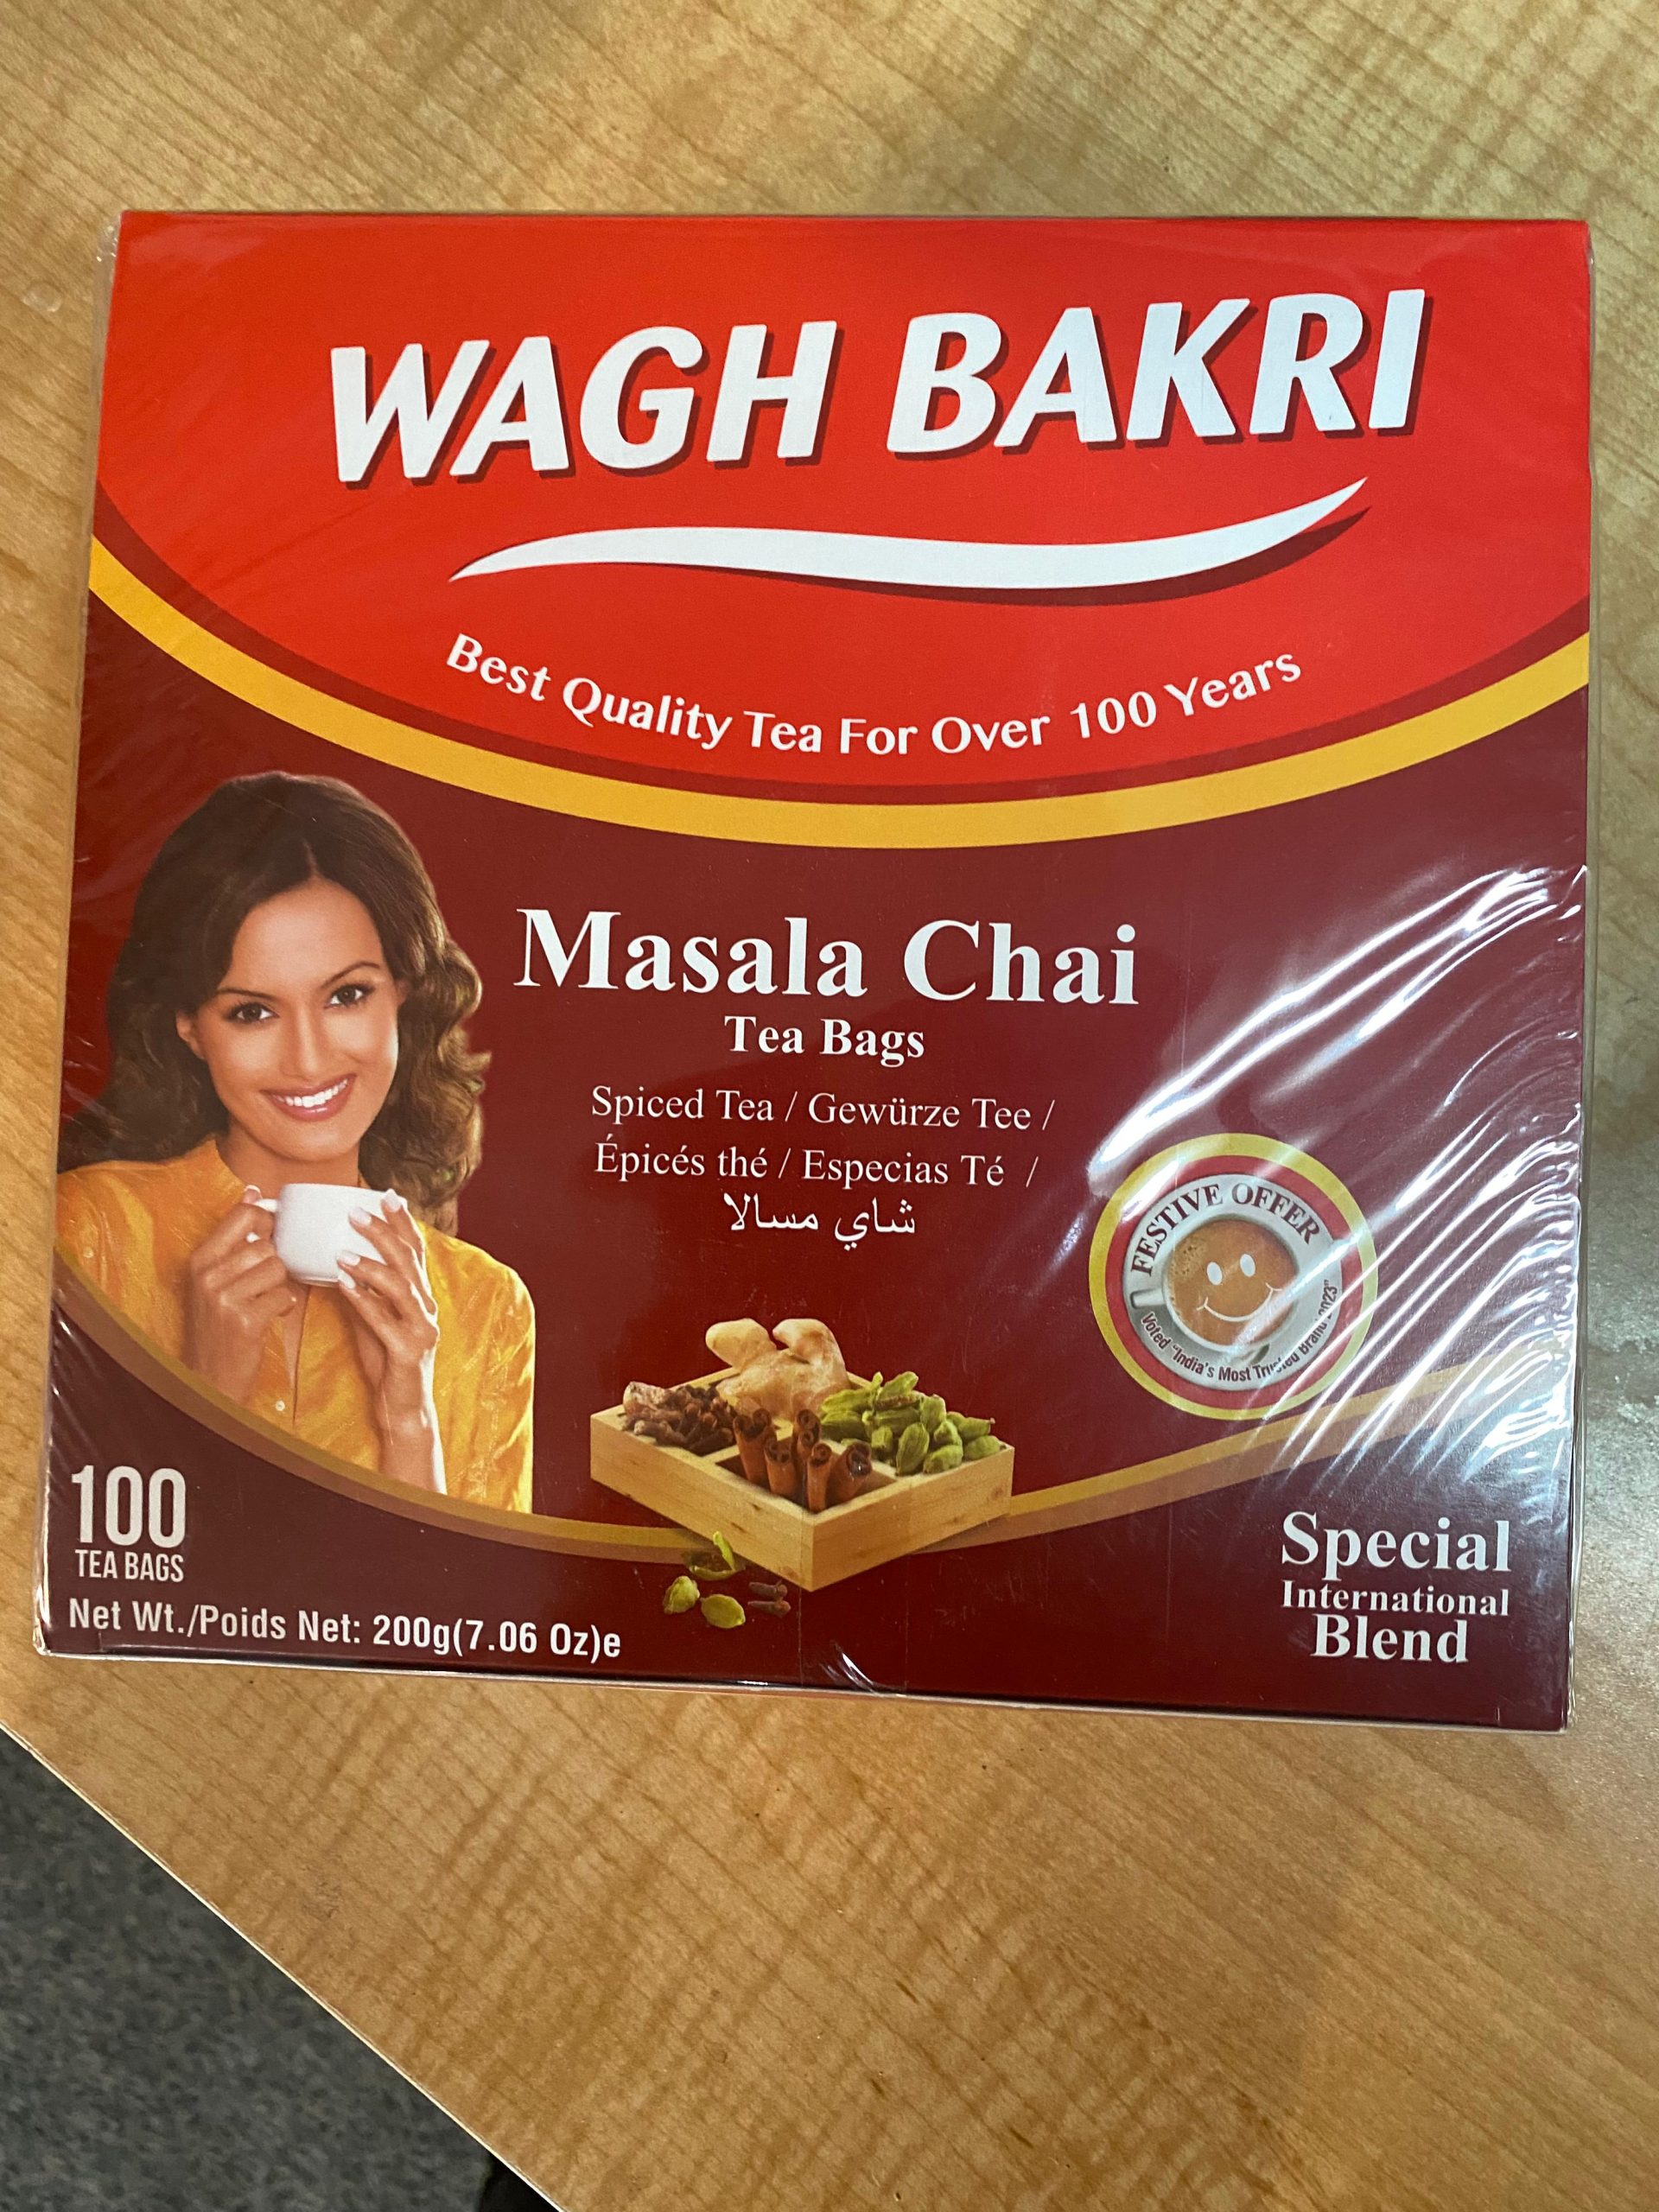 WAGH BAKRI
Best Quality Tea For Over 100 Years
Masala Chai
Tea Bags
Spiced Tea / Gewürze Tee /
Épicés thé / Especias Té /
شاي مسالا
FESTIVE OFFER
Voted "India's Most Trusted Brand 2023"
100
TEA BAGS
Net Wt./Poids Net: 200g(7.06 Oz)e
Special
International
Blend